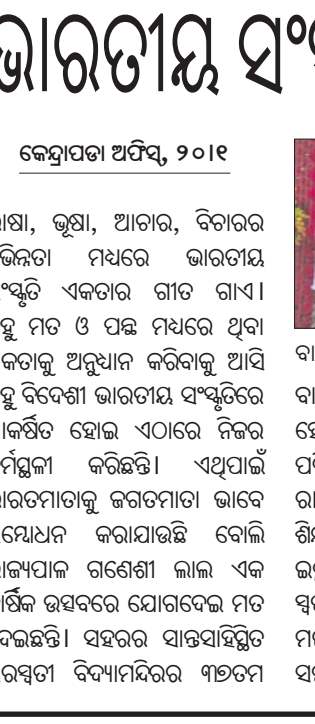 ଭାରତୀୟ ସଂ
କେନ୍ଦ୍ରାପଡା ଅଫିସ୍, ୨୦।୧
ଭାଷା, ଭୂଷା, ଆଚାର, ବିଚାରର
ଭିନ୍ନତା ମଧ୍ୟରେ ଭାରତୀୟ
ସଂସ୍କୃତି ଏକତାର ଗୀତ ଗାଏ।
ବହୁ ମତ ଓ ପନ୍ଥ ମଧ୍ୟରେ ଥିବା
ଏକତାକୁ ଅନୁଧ୍ୟାନ କରିବାକୁ ଆସି
ବହୁ ବିଦେଶୀ ଭାରତୀୟ ସଂସ୍କୃତିରେ
ଆକର୍ଷିତ ହୋଇ ଏଠାରେ ନିଜର
କର୍ମସ୍ଥଳୀ କରିଛନ୍ତି। ଏଥିପାଇଁ
ଭାରତମାତାକୁ ଜଗତମାତା ଭାବେ
ସମ୍ବୋଧନ କରାଯାଉଛି ବୋଲି
ରାଜ୍ୟପାଳ ଗଣେଶୀ ଲାଲ ଏକ
ବାର୍ଷିକ ଉତ୍ସବରେ ଯୋଗଦେଇ ମତ
ଦେଇଛନ୍ତି। ସହରର ସାନ୍ତସାହିସ୍ଥିତ
ସରସ୍ୱତୀ ବିଦ୍ୟାମନ୍ଦିରର ୩୭ତମ